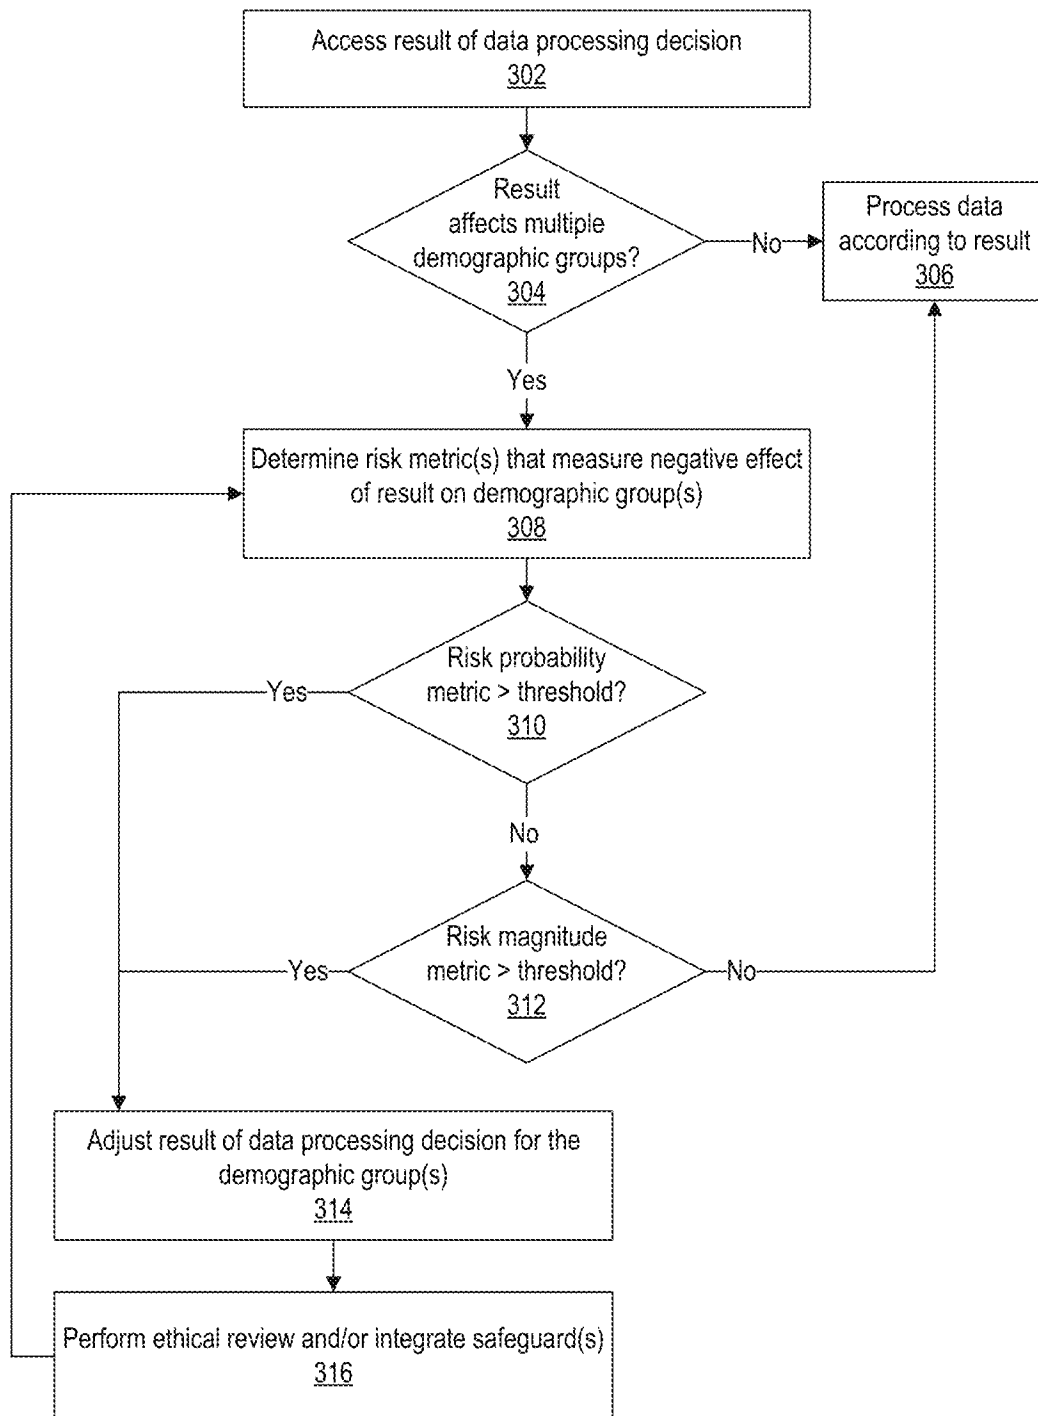 Access result of data processing decision
302
Result
affects multiple
demographic groups?
304
No
Process data
according to result
306
Yes
Determine risk metric(s) that measure negative effect
of result on demographic group(s)
308
Risk probability
metric > threshold?
310
Yes
No
Risk magnitude
metric > threshold?
312
Yes
No
Adjust result of data processing decision for the
demographic group(s)
314
Perform ethical review and/or integrate safeguard(s)
316